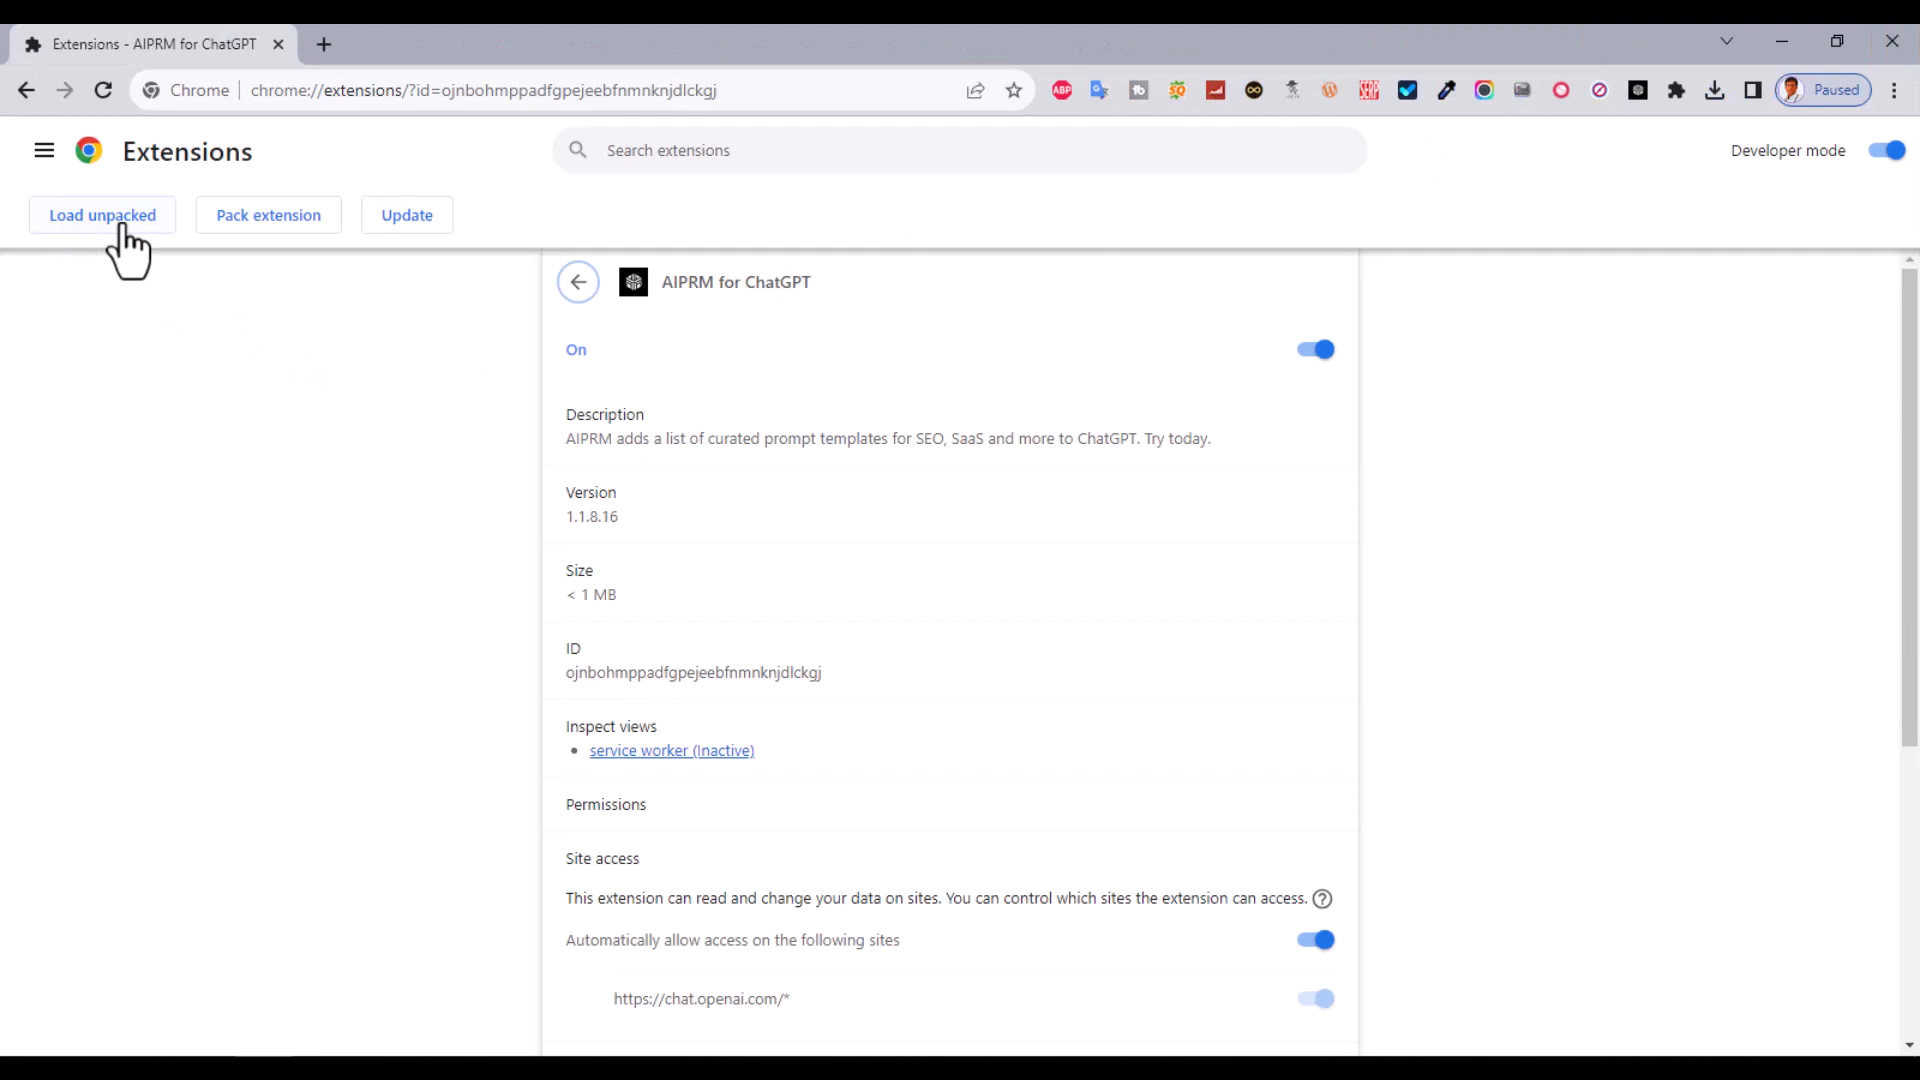 Extensions - AIPRM for ChatGPT
Chrome chrome://extensions/?id=ojnbohmppadfgpejeebfnmnknjdlckgj
ABP
SERP
Paused
Extensions
Search extensions
Developer mode
Load unpacked
Pack extension
Update
AIPRM for ChatGPT
On
Description
AIPRM adds a list of curated prompt templates for SEO, SaaS and more to ChatGPT. Try today.
Version
1.1.8.16
Size
< 1 MB
ID
ojnbohmppadfgpejeebfnmnknjdlckgj
Inspect views
service worker (Inactive)
Permissions
Site access
This extension can read and change your data on sites. You can control which sites the extension can access.
Automatically allow access on the following sites
https://chat.openai.com/*